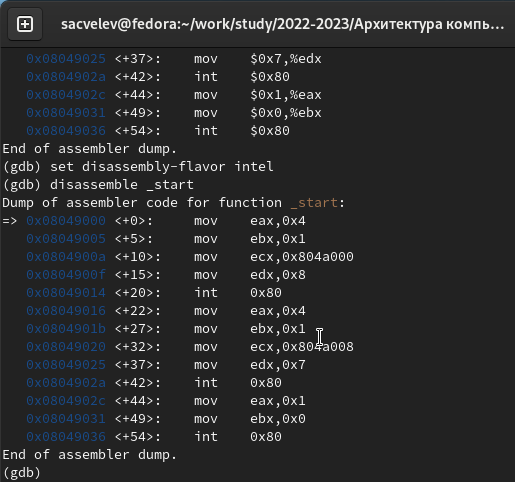 sacvelev@fedora:~/work/study/2022-2023/Архитектура компь...
0x08049025 <+37>: mov $0x7,%edx
0x0804902a <+42>: int $0x80
0x0804902c <+44>: mov $0x1,%eax
0x08049031 <+49>: mov $0x0,%ebx
0x08049036 <+54>: int $0x80
End of assembler dump.
(gdb) set disassembly-flavor intel
(gdb) disassemble _start
Dump of assembler code for function _start:
=> 0x08049000 <+0>: mov eax,0x4
0x08049005 <+5>: mov ebx,0x1
0x0804900a <+10>: mov ecx,0x804a000
0x0804900f <+15>: mov edx,0x8
0x08049014 <+20>: int 0x80
0x08049016 <+22>: mov eax,0x4
0x0804901b <+27>: mov ebx,0x1
0x08049020 <+32>: mov ecx,0x804a008
0x08049025 <+37>: mov edx,0x7
0x0804902a <+42>: int 0x80
0x0804902c <+44>: mov eax,0x1
0x08049031 <+49>: mov ebx,0x0
0x08049036 <+54>: int 0x80
End of assembler dump.
(gdb)